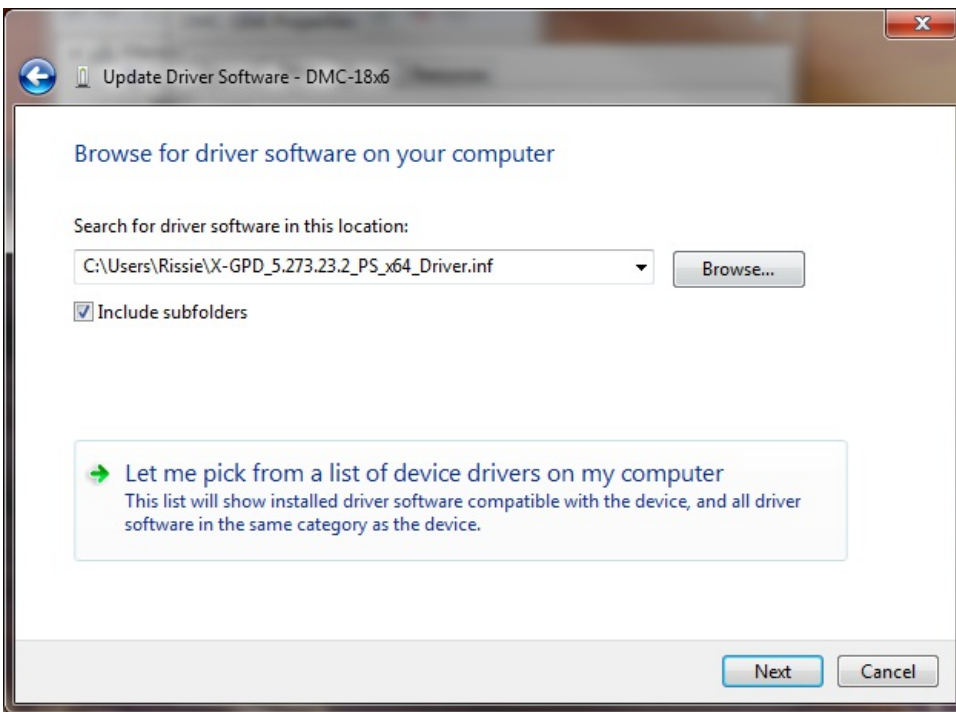 Update Driver Software - DMC-18x6
Browse for driver software on your computer
Search for driver software in this location:
C:\Users\Rissie\X-GPD_5.273.23.2_PS_x64_Driver.inf
Browse...
Include subfolders
Let me pick from a list of device drivers on my computer
This list will show installed driver software compatible with the device, and all driver
software in the same category as the device.
Next
Cancel